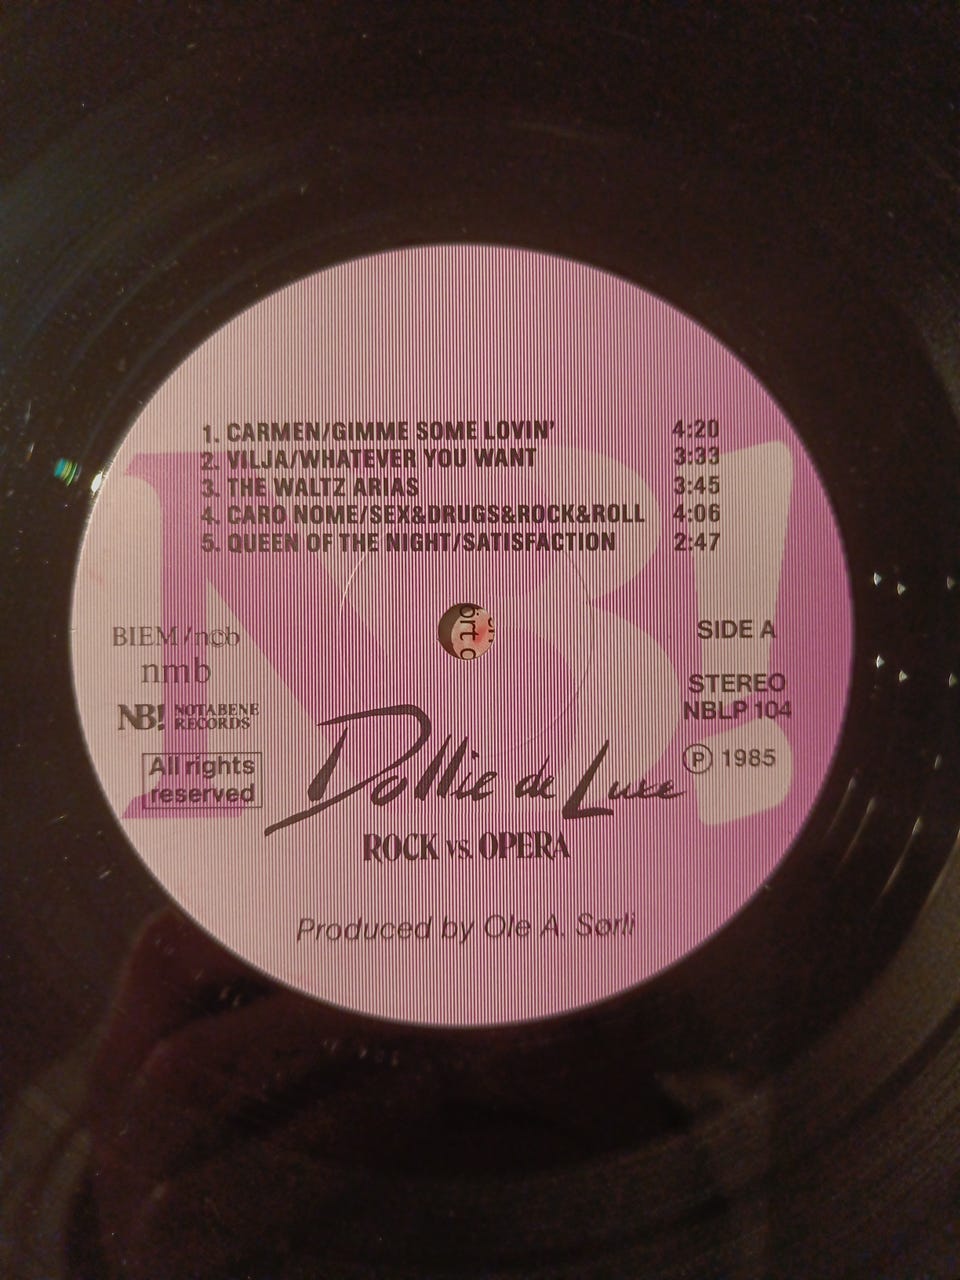 1. CARMEN/GIMME SOME LOVIN' 4:20
2. VILJA/WHATEVER YOU WANT 3:33
3. THE WALTZ ARIAS 3:45
4. CARO NOME/SEX&DRUGS&ROCK&ROLL 4:06
5. QUEEN OF THE NIGHT/SATISFACTION 2:47
BIEM/ncb
nmb
NB! NOTABENE RECORDS
All rights
reserved
SIDE A
STEREO
NBLP 104
Ⓟ 1985
NB!
Dollie de Luxe
ROCK vs. OPERA
Produced by Ole A. Sørli